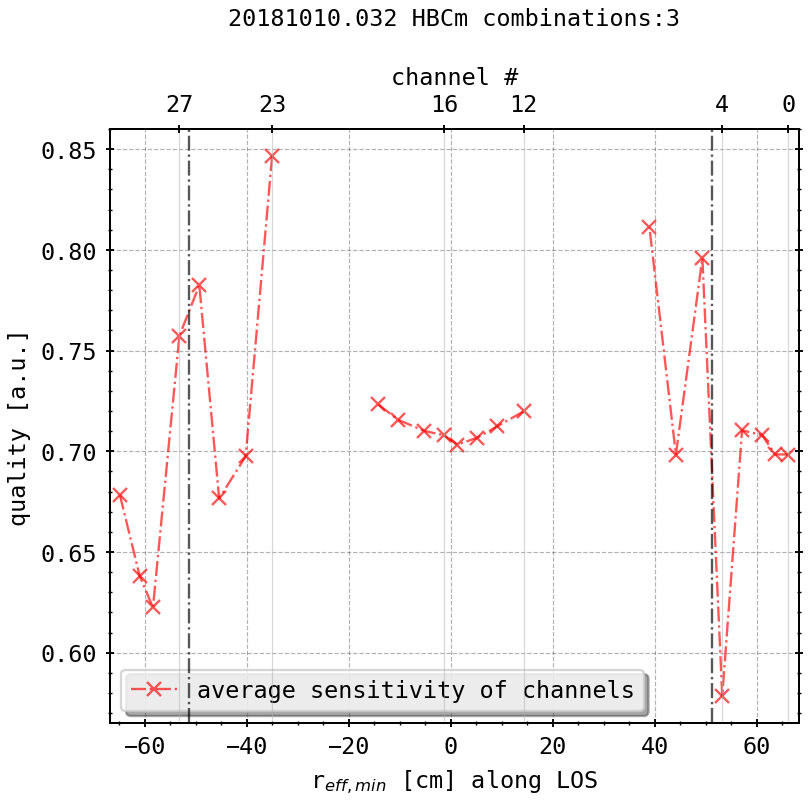 20181010.032 HBCm combinations:3
channel #
27 23 16 12 4 0
0.85
0.80
0.75
0.70
0.65
0.60
quality [a.u.]
average sensitivity of channels
−60 −40 −20 0 20 40 60
r_eff,min [cm] along LOS